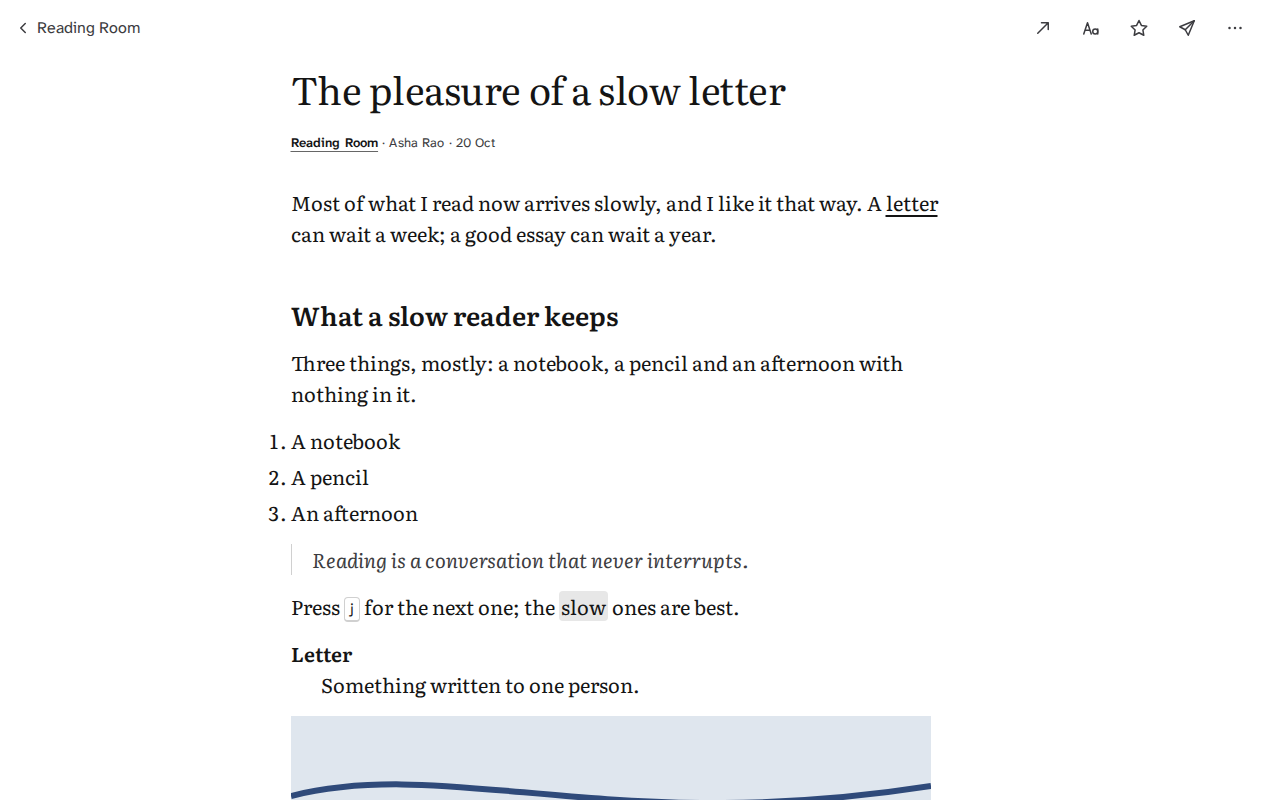 Reading Room
Aa
The pleasure of a slow letter
Reading Room · Asha Rao · 20 Oct
Most of what I read now arrives slowly, and I like it that way. A letter
can wait a week; a good essay can wait a year.
What a slow reader keeps
Three things, mostly: a notebook, a pencil and an afternoon with
nothing in it.
1. A notebook
2. A pencil
3. An afternoon
Reading is a conversation that never interrupts.
Press j for the next one; the slow ones are best.
Letter
Something written to one person.